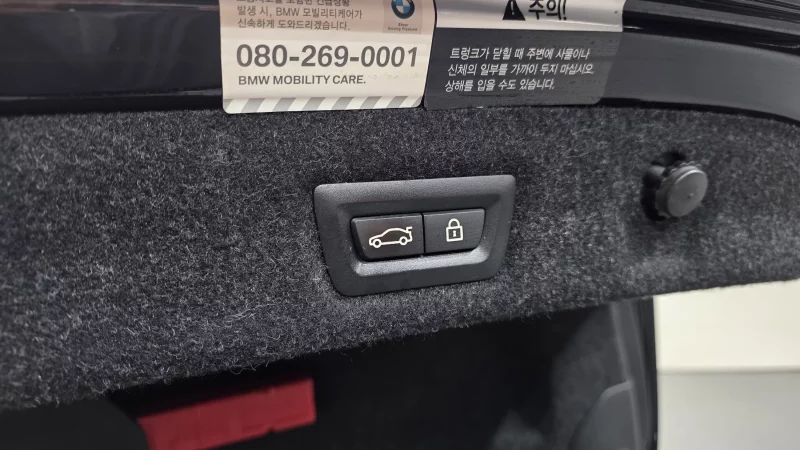 발생 시, BMW 모빌리티케어가
신속하게 도와드리겠습니다.
080-269-0001
BMW MOBILITY CARE.
주의!
트렁크가 닫힐 때 주변에 사물이나
신체의 일부를 가까이 두지 마십시오.
상해를 입을 수도 있습니다.